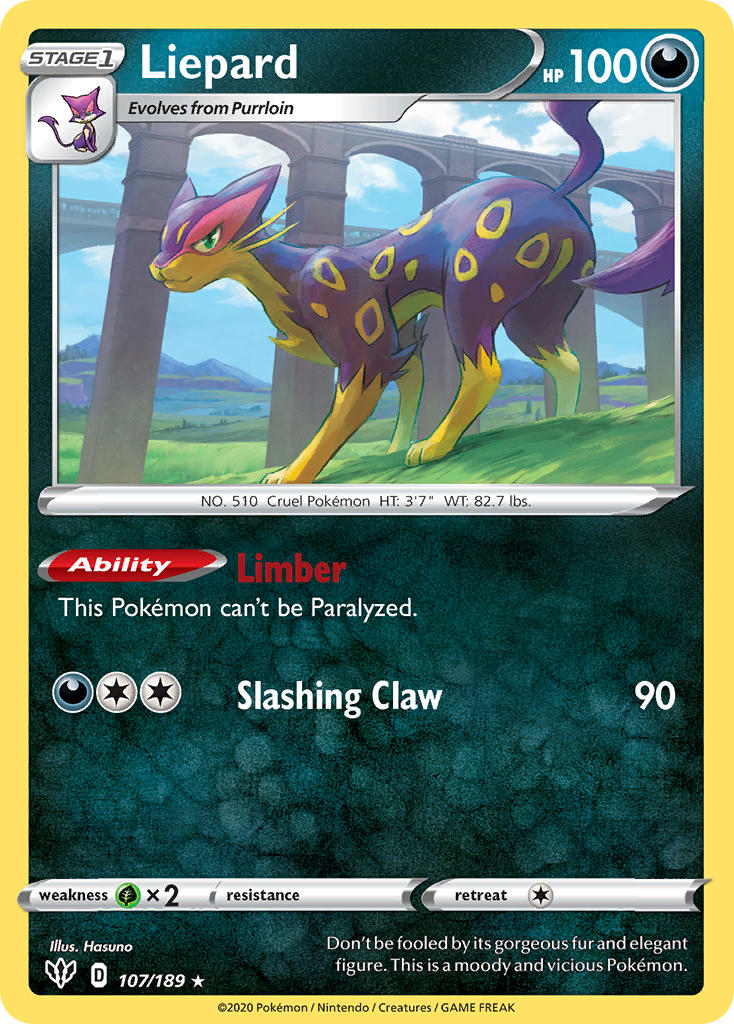 STAGE1
Liepard
HP 100
Evolves from Purrloin
NO. 510 Cruel Pokémon HT: 3'7" WT: 82.7 lbs.
Ability Limber
This Pokémon can't be Paralyzed.
Slashing Claw 90
weakness ×2 resistance retreat
Illus. Hasuno
Don't be fooled by its gorgeous fur and elegant
figure. This is a moody and vicious Pokémon.
D 107/189 ★
©2020 Pokémon / Nintendo / Creatures / GAME FREAK